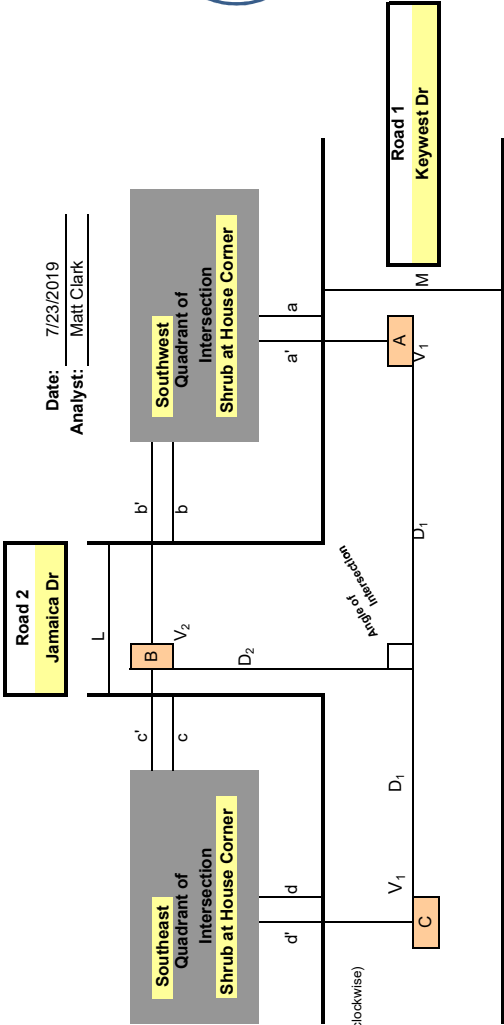 Road 2
Jamaica Dr
Date: 7/23/2019
Analyst: Matt Clark
L
Southeast
Quadrant of
Intersection
Shrub at House Corner
c'
c
B
V₂
b'
b
Southwest
Quadrant of
Intersection
Shrub at House Corner
D₂
d'
d
a'
a
Angle of
Intersection
clockwise)
V₁
C
D₁
D₁
A
V₁
M
Road 1
Keywest Dr